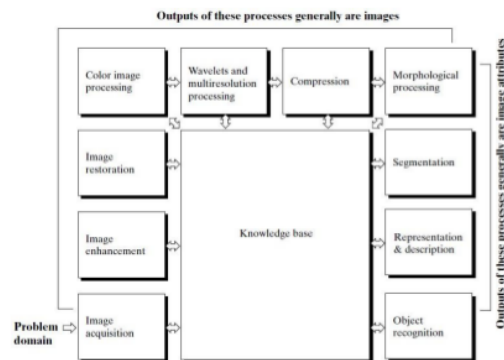 Outputs of these processes generally are images
Color image
processing
Wavelets and
multiresolution
processing
Compression
Morphological
processing
Image
restoration
Segmentation
Image
enhancement
Knowledge base
Representation
& description
Problem
domain
Image
acquisition
Object
recognition
Outputs of these processes generally are image attributes